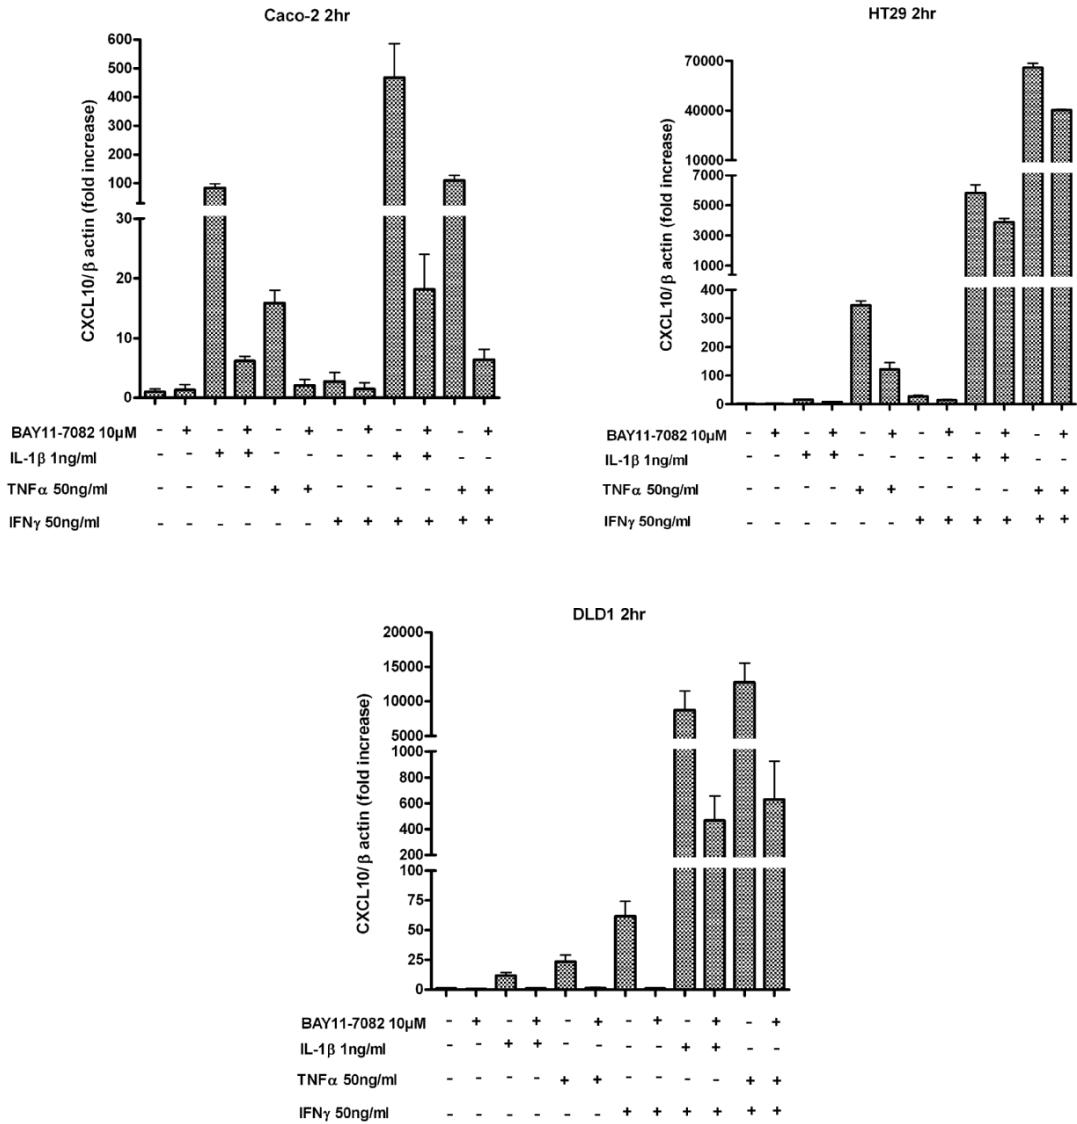 Caco-2 2hr
CXCL10/β actin (fold increase)
600
500
400
300
200
100
30
20
10
0
BAY11-7082 10µM - + - + - + - + - + - +
IL-1β 1ng/ml - - + + - - - - + + - -
TNFα 50ng/ml - - - - + + - - - - + +
IFNγ 50ng/ml - - - - - - + + + + + +
HT29 2hr
CXCL10/β actin (fold increase)
70000
40000
10000
7000
5000
3000
1000
400
300
200
100
0
BAY11-7082 10µM - + - + - + - + - + - +
IL-1β 1ng/ml - - + + - - - - + + - -
TNFα 50ng/ml - - - - + + - - - - + +
IFNγ 50ng/ml - - - - - - + + + + + +
DLD1 2hr
CXCL10/β actin (fold increase)
20000
15000
10000
5000
1000
800
600
400
200
100
75
50
25
0
BAY11-7082 10µM - + - + - + - + - + - +
IL-1β 1ng/ml - - + + - - - - + + - -
TNFα 50ng/ml - - - - + + - - - - + +
IFNγ 50ng/ml - - - - - - + + + + + +